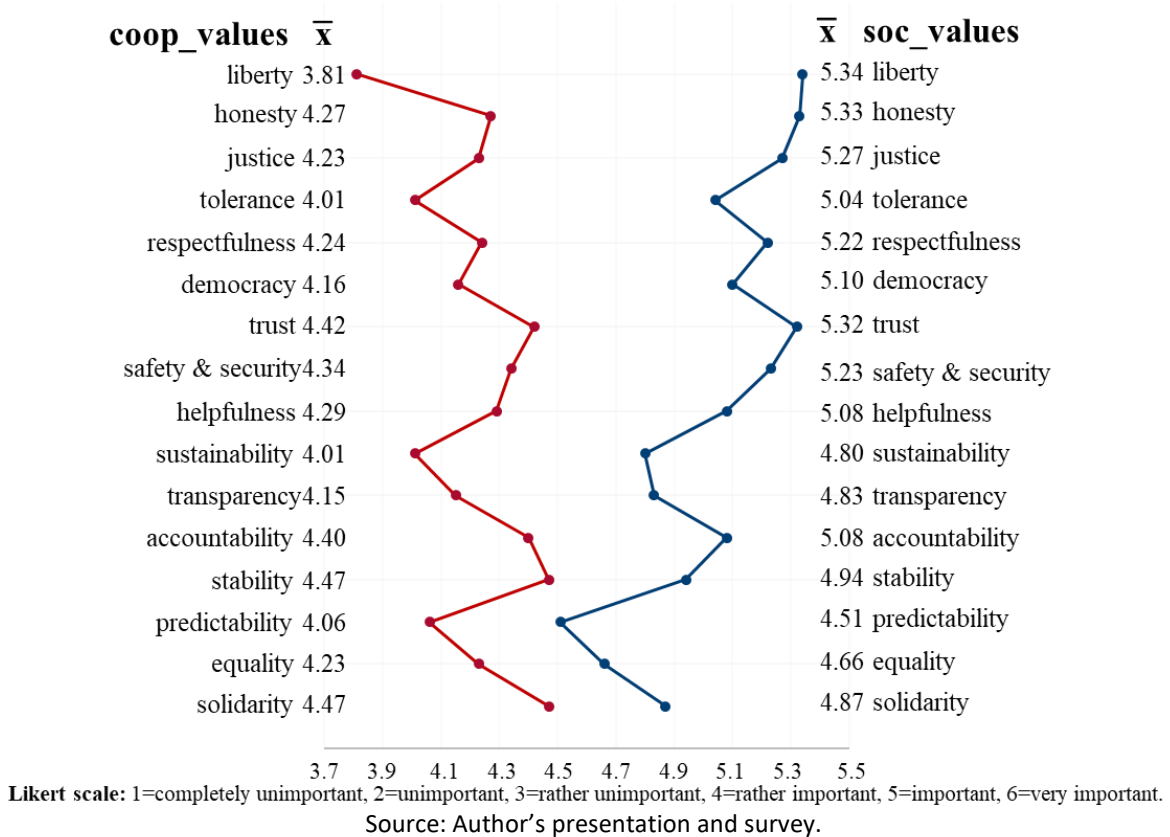 coop_values x̅ x̅ soc_values
liberty 3.81 5.34 liberty
honesty 4.27 5.33 honesty
justice 4.23 5.27 justice
tolerance 4.01 5.04 tolerance
respectfulness 4.24 5.22 respectfulness
democracy 4.16 5.10 democracy
trust 4.42 5.32 trust
safety & security 4.34 5.23 safety & security
helpfulness 4.29 5.08 helpfulness
sustainability 4.01 4.80 sustainability
transparency 4.15 4.83 transparency
accountability 4.40 5.08 accountability
stability 4.47 4.94 stability
predictability 4.06 4.51 predictability
equality 4.23 4.66 equality
solidarity 4.47 4.87 solidarity
3.7 3.9 4.1 4.3 4.5 4.7 4.9 5.1 5.3 5.5
Likert scale: 1=completely unimportant, 2=unimportant, 3=rather unimportant, 4=rather important, 5=important, 6=very important.
Source: Author’s presentation and survey.